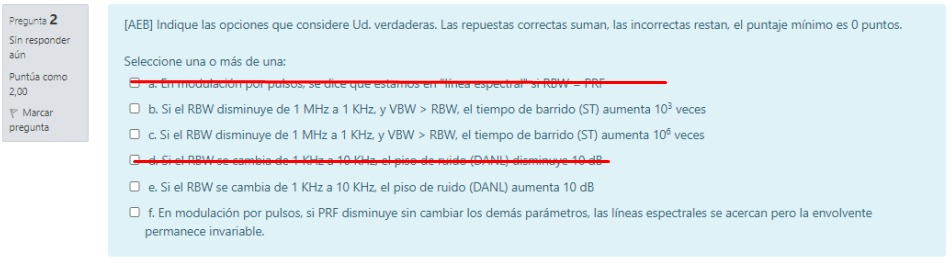 Pregunta 2
Sin responder
aún
Puntúa como
2,00
Marcar
pregunta
[AEB] Indique las opciones que considere Ud. verdaderas. Las repuestas correctas suman, las incorrectas restan, el puntaje mínimo es 0 puntos.
Seleccione una o más de una:
a. En modulación por pulsos, se dice que estamos en "línea espectral" si RBW = PRF
b. Si el RBW disminuye de 1 MHz a 1 KHz, y VBW > RBW, el tiempo de barrido (ST) aumenta 10³ veces
c. Si el RBW disminuye de 1 MHz a 1 KHz, y VBW > RBW, el tiempo de barrido (ST) aumenta 10⁶ veces
d. Si el RBW se cambia de 1 KHz a 10 KHz, el piso de ruido (DANL) disminuye 10 dB
e. Si el RBW se cambia de 1 KHz a 10 KHz, el piso de ruido (DANL) aumenta 10 dB
f. En modulación por pulsos, si PRF disminuye sin cambiar los demás parámetros, las líneas espectrales se acercan pero la envolvente
permanece invariable.